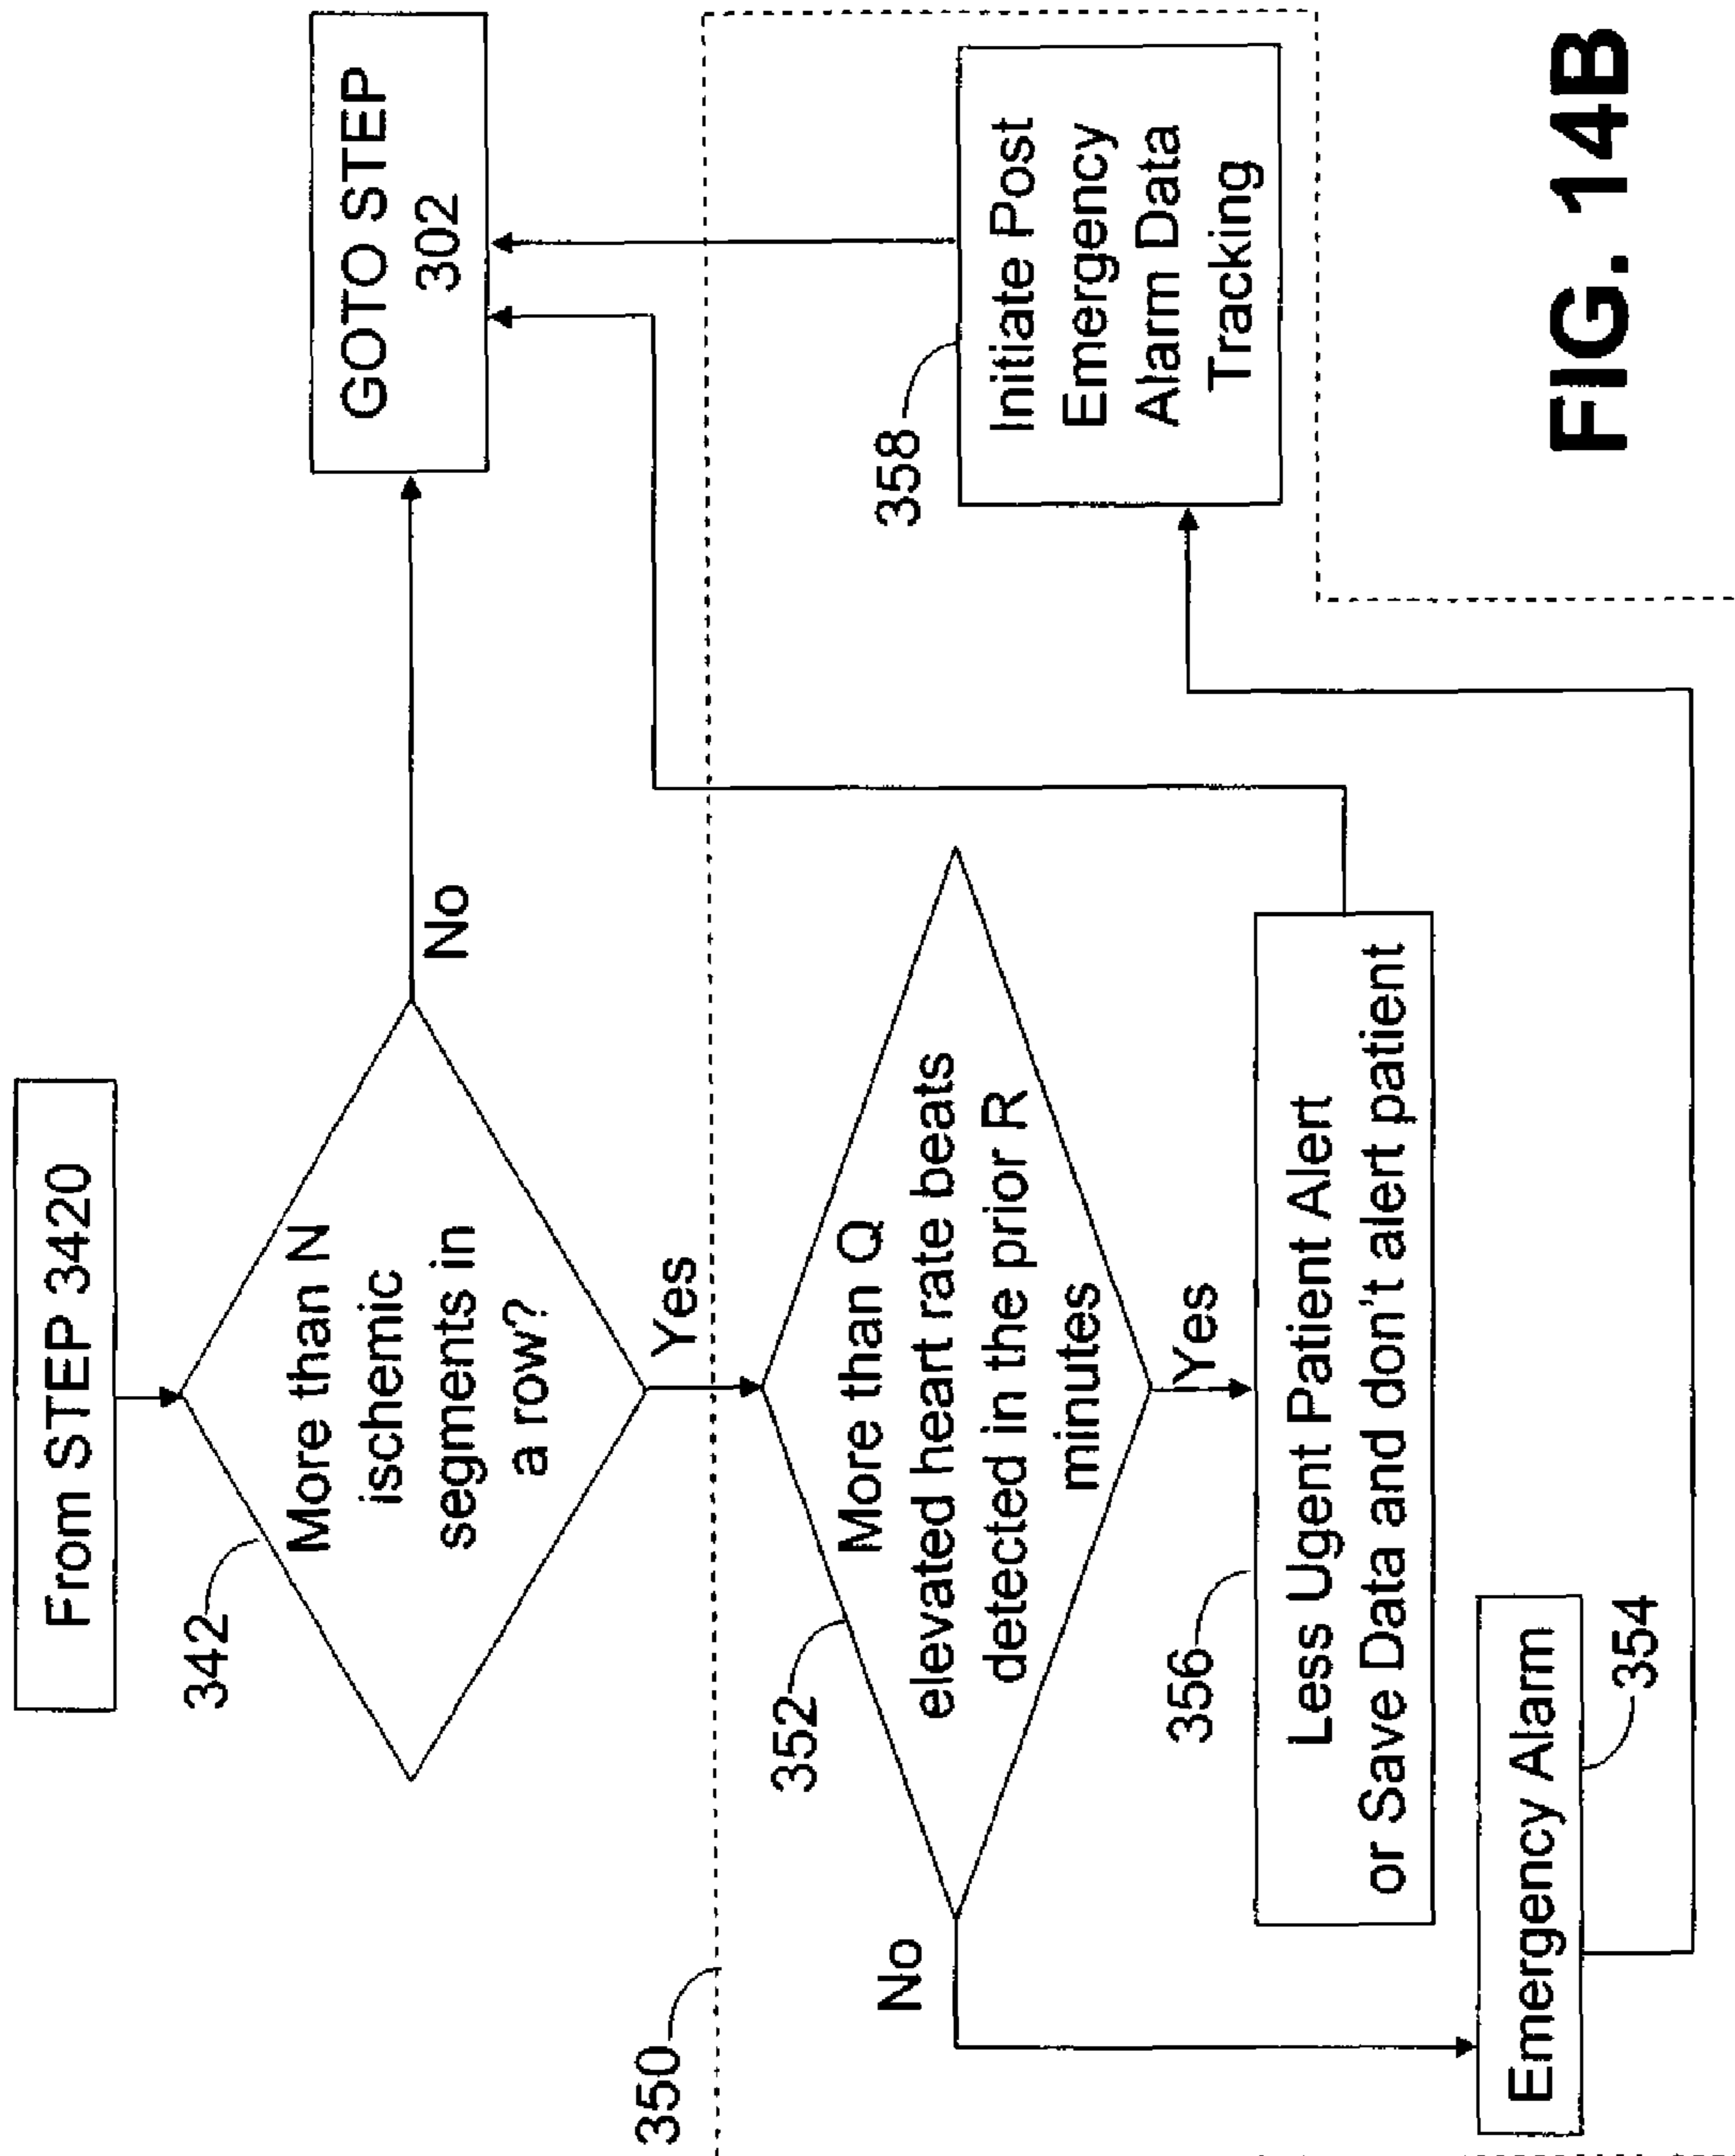 From STEP 3420
342
More than N
ischemic
segments in
a row?
No
GOTO STEP
302
Yes
350
352
More than Q
elevated heart rate beats
detected in the prior R
minutes
No
Yes
358
Initiate Post
Emergency
Alarm Data
Tracking
356
Less Ugent Patient Alert
or Save Data and don't alert patient
Emergency Alarm
354
FIG. 14B